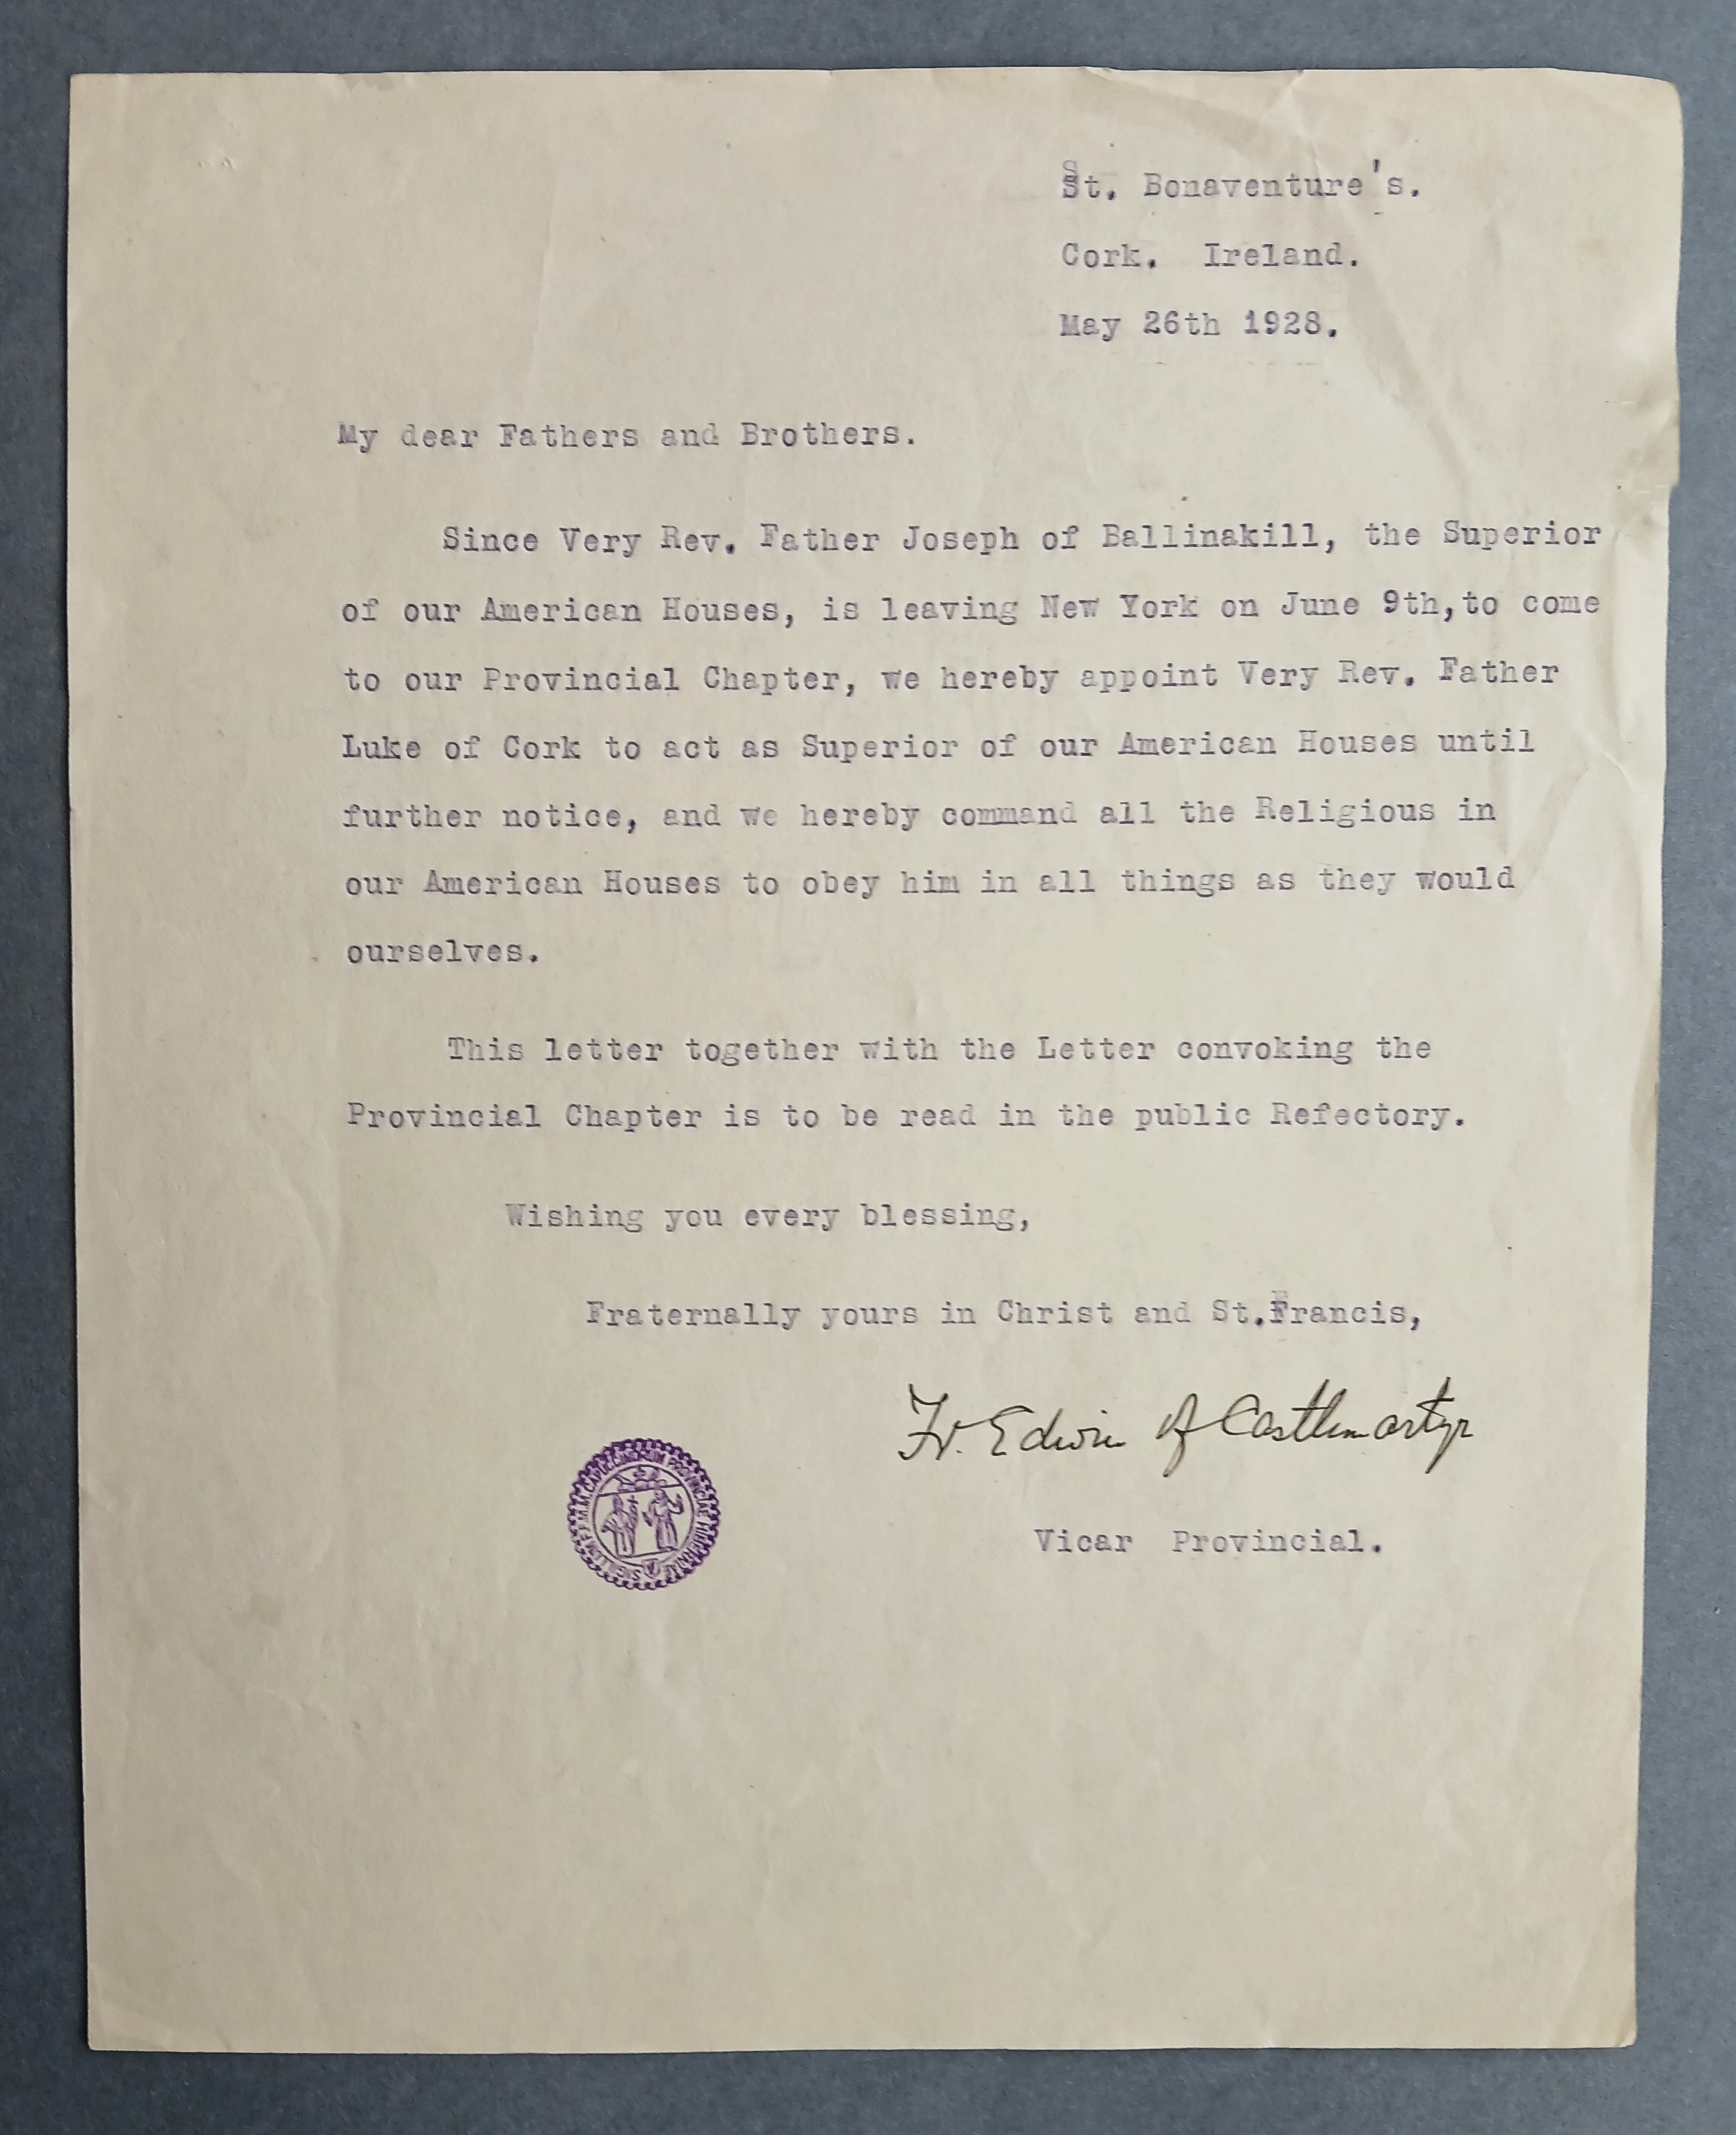 St. Bonaventure's.
Cork. Ireland.
May 26th 1928.
My dear Fathers and Brothers.
Since Very Rev. Father Joseph of Ballinakill, the Superior
of our American Houses, is leaving New York on June 9th,to come
to our Provincial Chapter, we hereby appoint Very Rev. Father
Luke of Cork to act as Superior of our American Houses until
further notice, and we hereby command all the Religious in
our American Houses to obey him in all things as they would
ourselves.
This letter together with the Letter convoking the
Provincial Chapter is to be read in the public Refectory.
Wishing you every blessing,
Fraternally yours in Christ and St.Francis,
Fr. Edwin of Castlemartyr
Vicar Provincial.
SIGILLUM F.F. M.M. CAPUCCINORUM PROVINCIAE HIBERNIAE